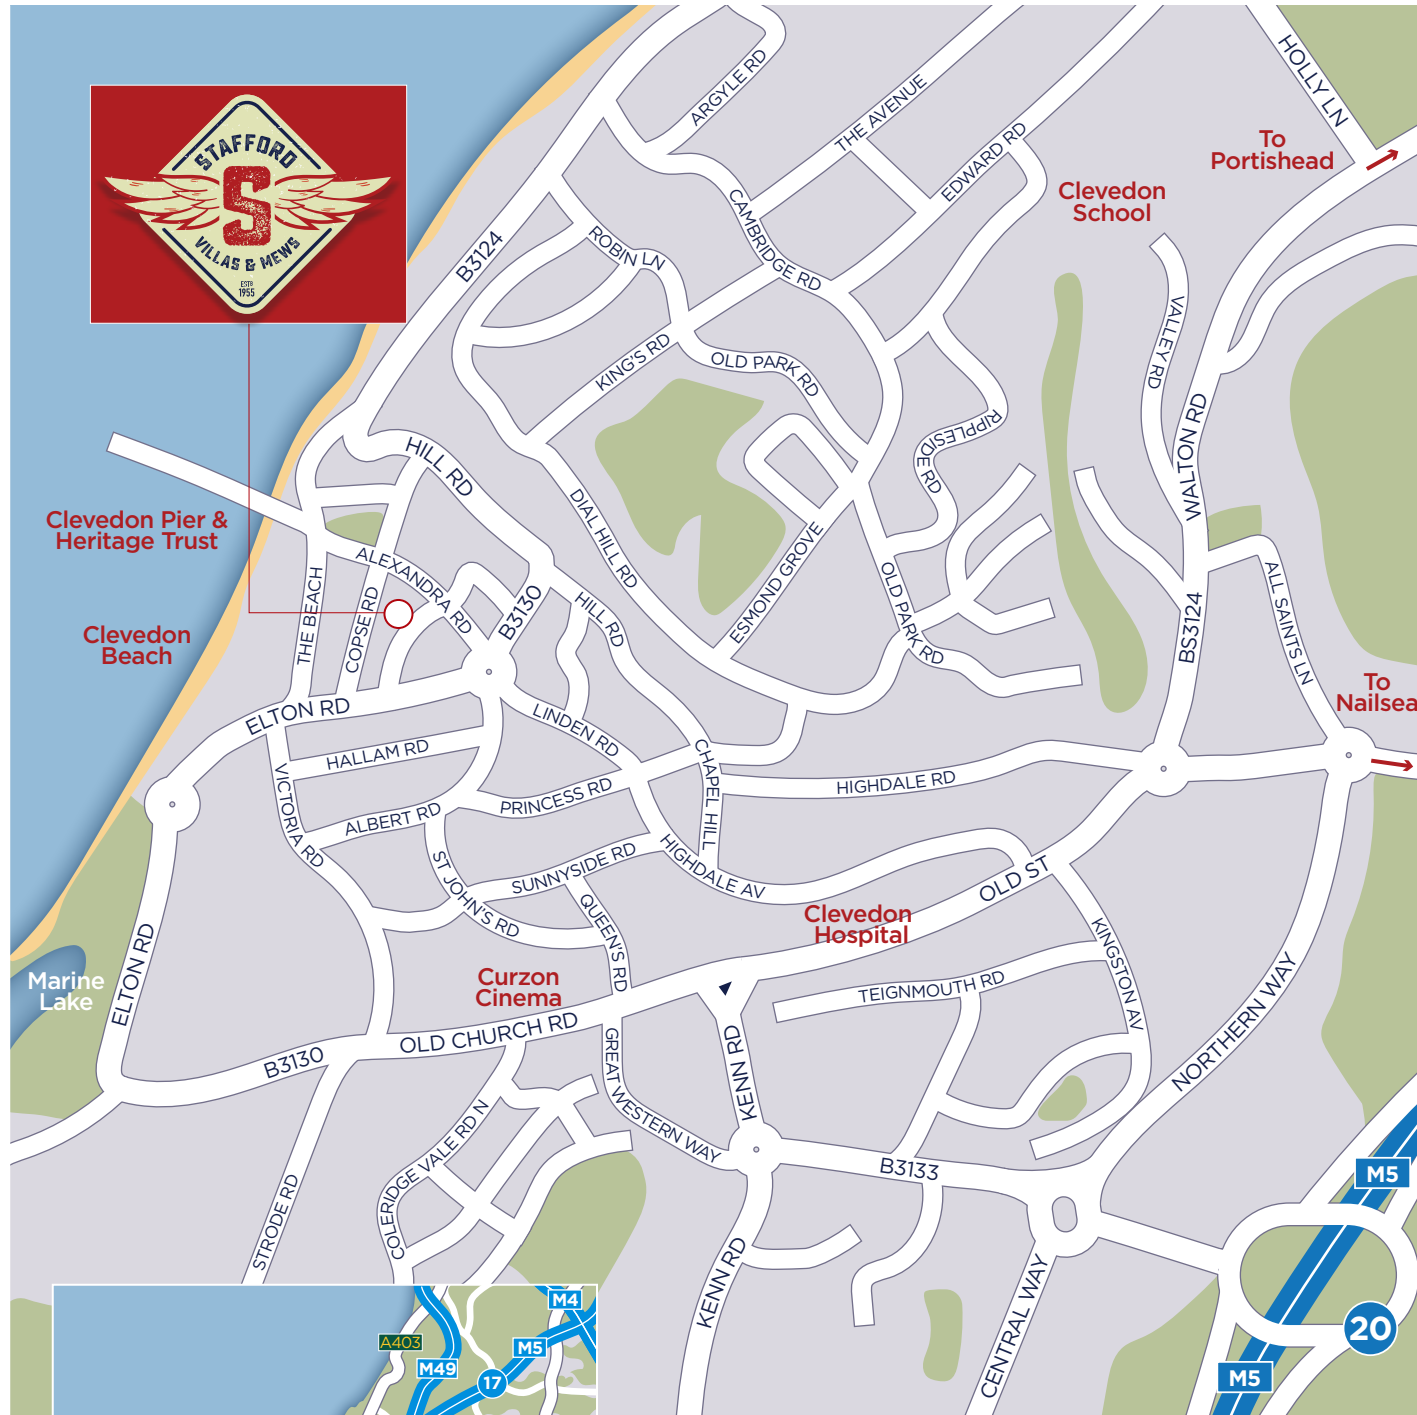 STAFFORD
S
VILLAS & MEWS
ESTB
1955
ARGYLE RD
THE AVENUE
EDWARD RD
HOLLY LN
To
Portishead
Clevedon
School
B3124
ROBIN LN
CAMBRIDGE RD
KING'S RD
OLD PARK RD
RIPPLESIDE RD
VALLEY RD
WALTON RD
HILL RD
Clevedon Pier &
Heritage Trust
DIAL HILL RD
ESMOND GROVE
OLD PARK RD
ALL SAINTS LN
BS3124
ALEXANDRA RD
THE BEACH
COPSE RD
B3130
HILL RD
Clevedon
Beach
To
Nailsea
ELTON RD
LINDEN RD
HALLAM RD
VICTORIA RD
CHAPEL HILL
HIGHDALE RD
PRINCESS RD
ALBERT RD
ST JOHN'S RD
SUNNYSIDE RD
HIGHDALE AV
OLD ST
QUEEN'S RD
Clevedon
Hospital
KINGSTON AV
Marine
Lake
ELTON RD
Curzon
Cinema
TEIGNMOUTH RD
NORTHERN WAY
OLD CHURCH RD
B3130
GREAT WESTERN WAY
KENN RD
COLERIDGE VALE RD N
B3133
M5
STRODE RD
KENN RD
CENTRAL WAY
20
M5
M4
A403
M5
M49
17